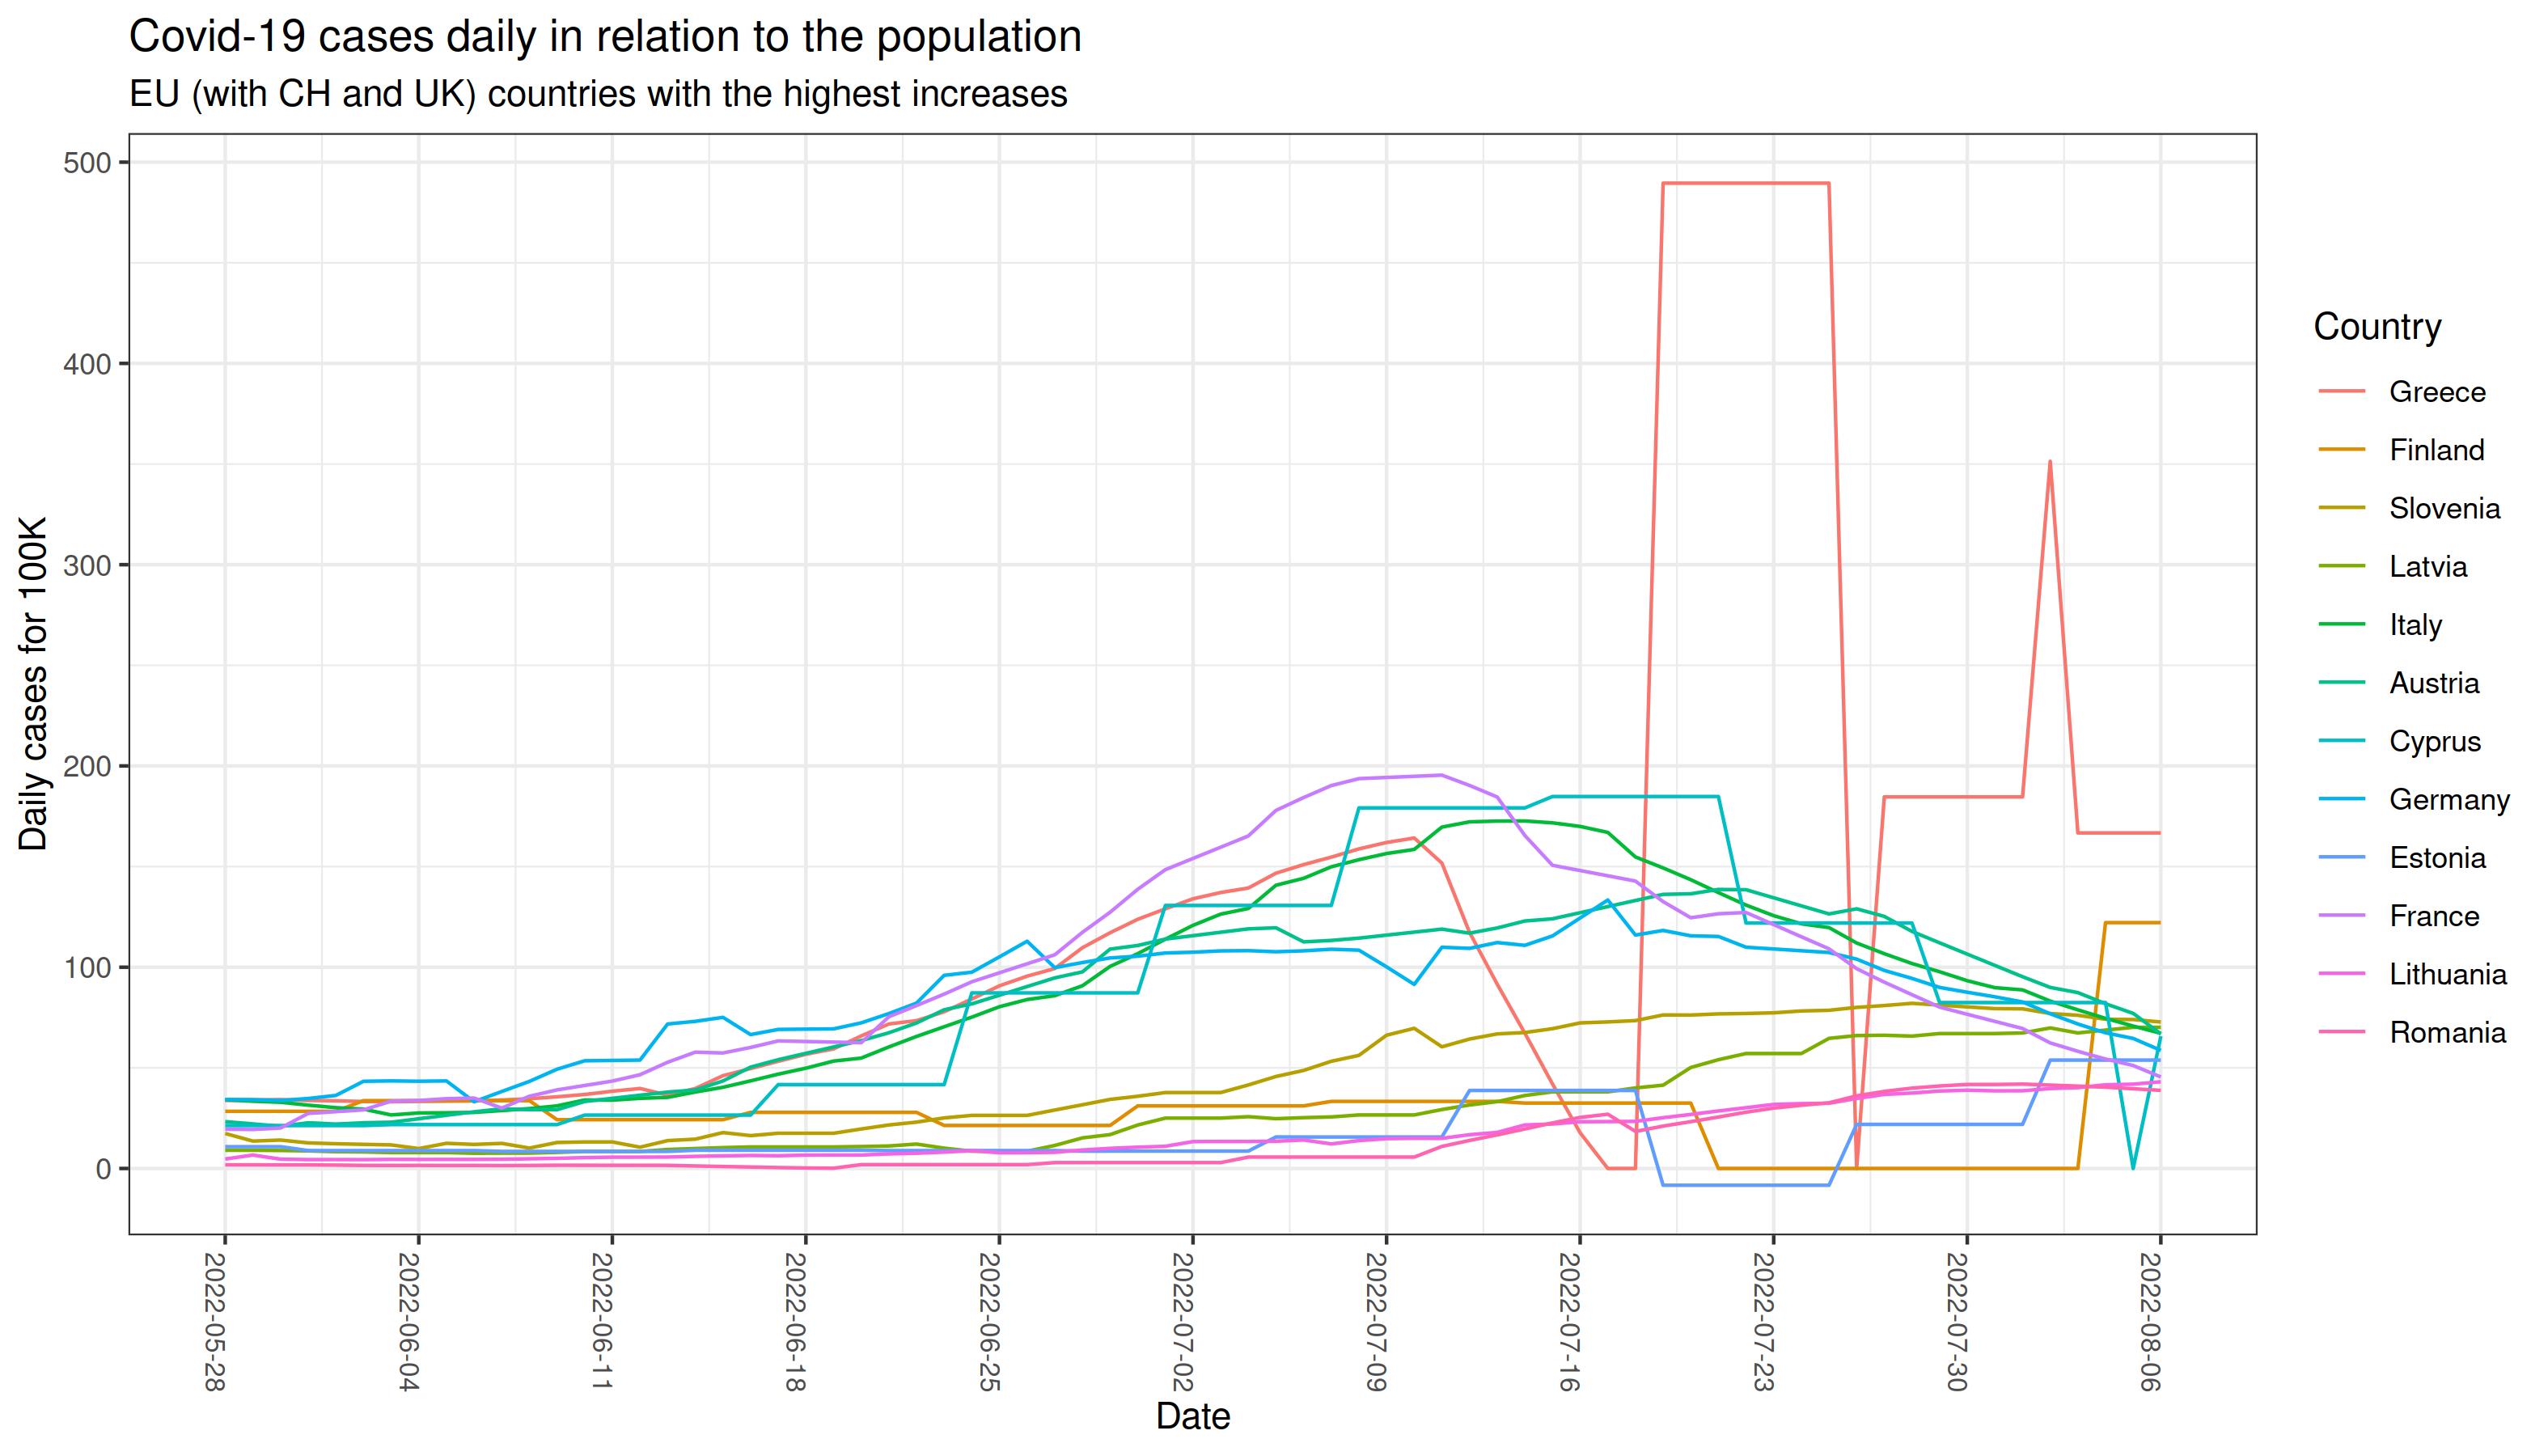 Covid-19 cases daily in relation to the population
EU (with CH and UK) countries with the highest increases
Daily cases for 100K
500
400
300
200
100
0
2022-05-28
2022-06-04
2022-06-11
2022-06-18
2022-06-25
2022-07-02
2022-07-09
2022-07-16
2022-07-23
2022-07-30
2022-08-06
Date
Country
Greece
Finland
Slovenia
Latvia
Italy
Austria
Cyprus
Germany
Estonia
France
Lithuania
Romania